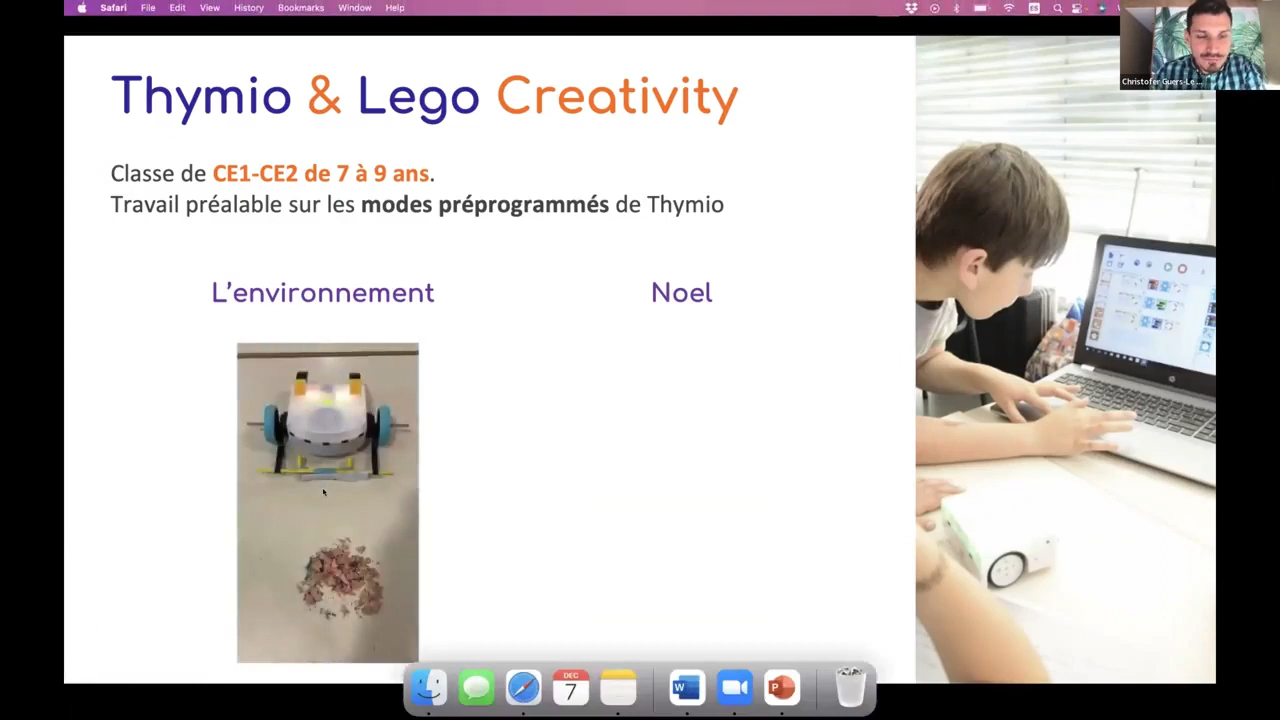 Safari File Edit View History Bookmarks Window Help
ES
Christofer Guers-Le...
Thymio & Lego Creativity
Classe de CE1-CE2 de 7 à 9 ans.
Travail préalable sur les modes préprogrammés de Thymio
L'environnement
Noel
DEC
7
W
P